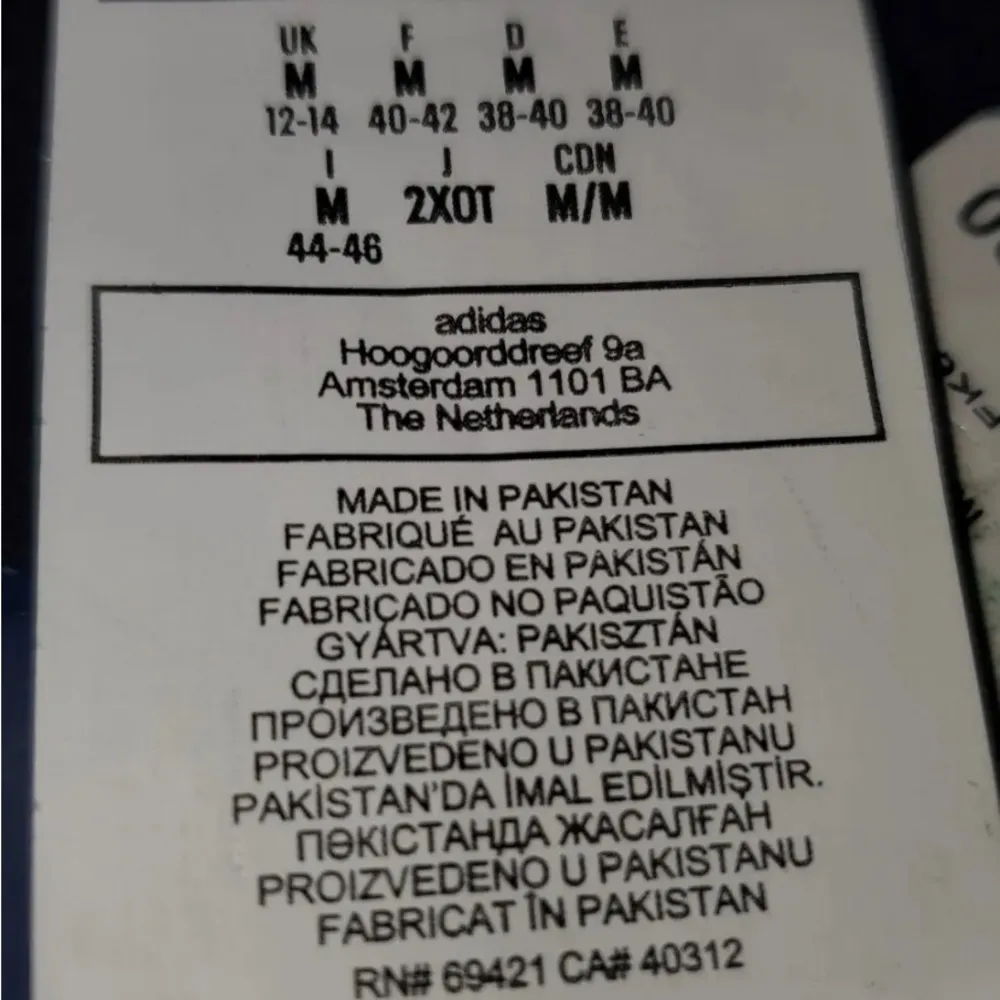 UK F D E
M M M M
12-14 40-42 38-40 38-40
I J CDN
M 2XOT M/M
44-46
adidas
Hoogoorddreef 9a
Amsterdam 1101 BA
The Netherlands
MADE IN PAKISTAN
FABRIQUÉ AU PAKISTAN
FABRICADO EN PAKISTÁN
FABRICADO NO PAQUISTÃO
GYÁRTVA: PAKISZTÁN
СДЕЛАНО В ПАКИСТАНЕ
ПРОИЗВЕДЕНО В ПАКИСТАН
PROIZVEDENO U PAKISTANU
PAKİSTAN'DA İMAL EDİLMİŞTİR.
ПӘКІСТАНДА ЖАСАЛҒАН
PROIZVEDENO U PAKISTANU
FABRICAT ÎN PAKISTAN
RN# 69421 CA# 40312